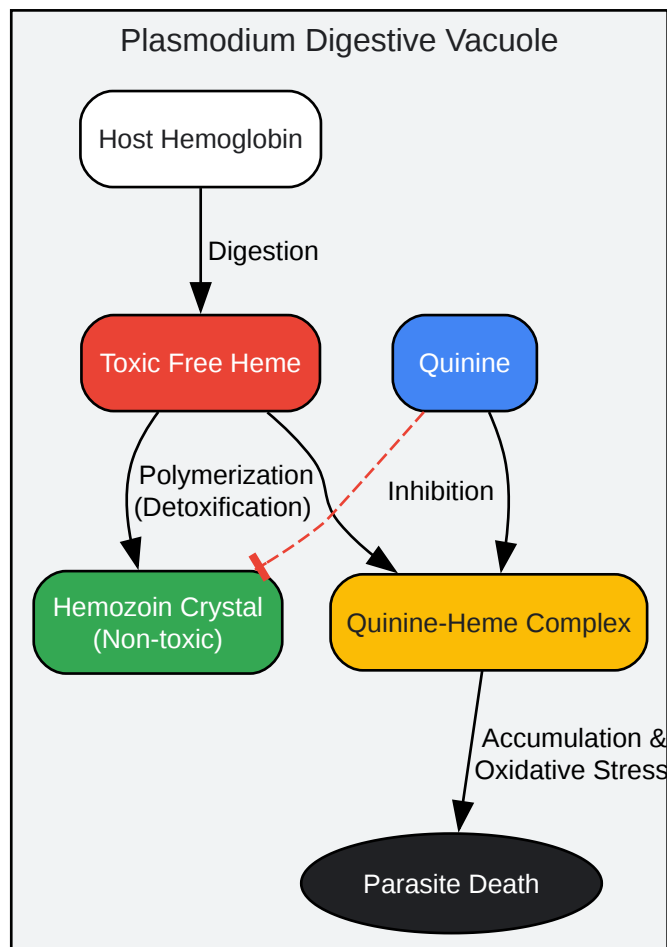 Plasmodium Digestive Vacuole
Host Hemoglobin
Digestion
Toxic Free Heme
Quinine
Polymerization
(Detoxification)
Inhibition
Hemozoin Crystal
(Non-toxic)
Quinine-Heme Complex
Accumulation &
Oxidative Stress
Parasite Death